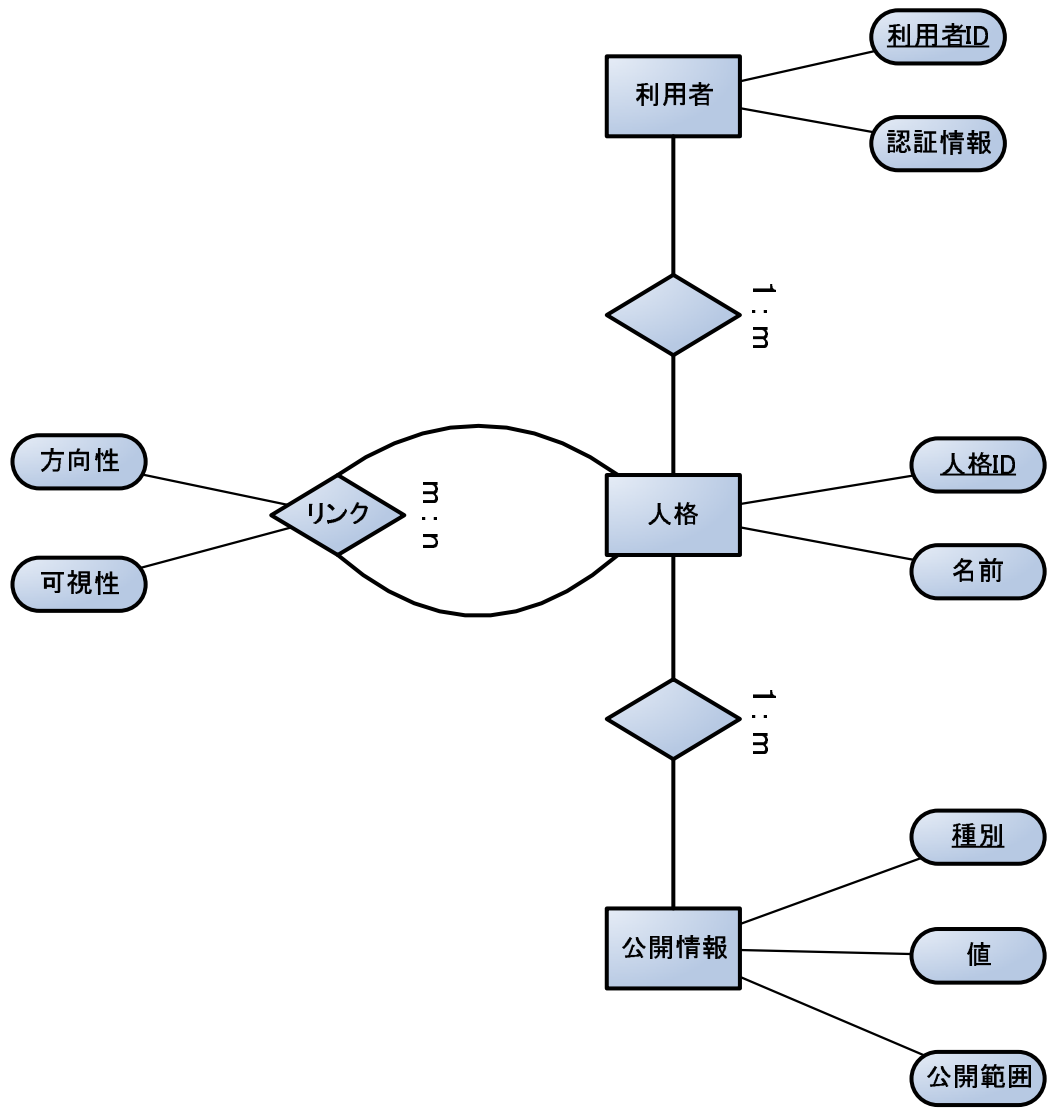 利用者ID
利用者
認証情報
1:m
方向性
人格ID
リンク
m:n
人格
可視性
名前
1:m
種別
公開情報
値
公開範囲